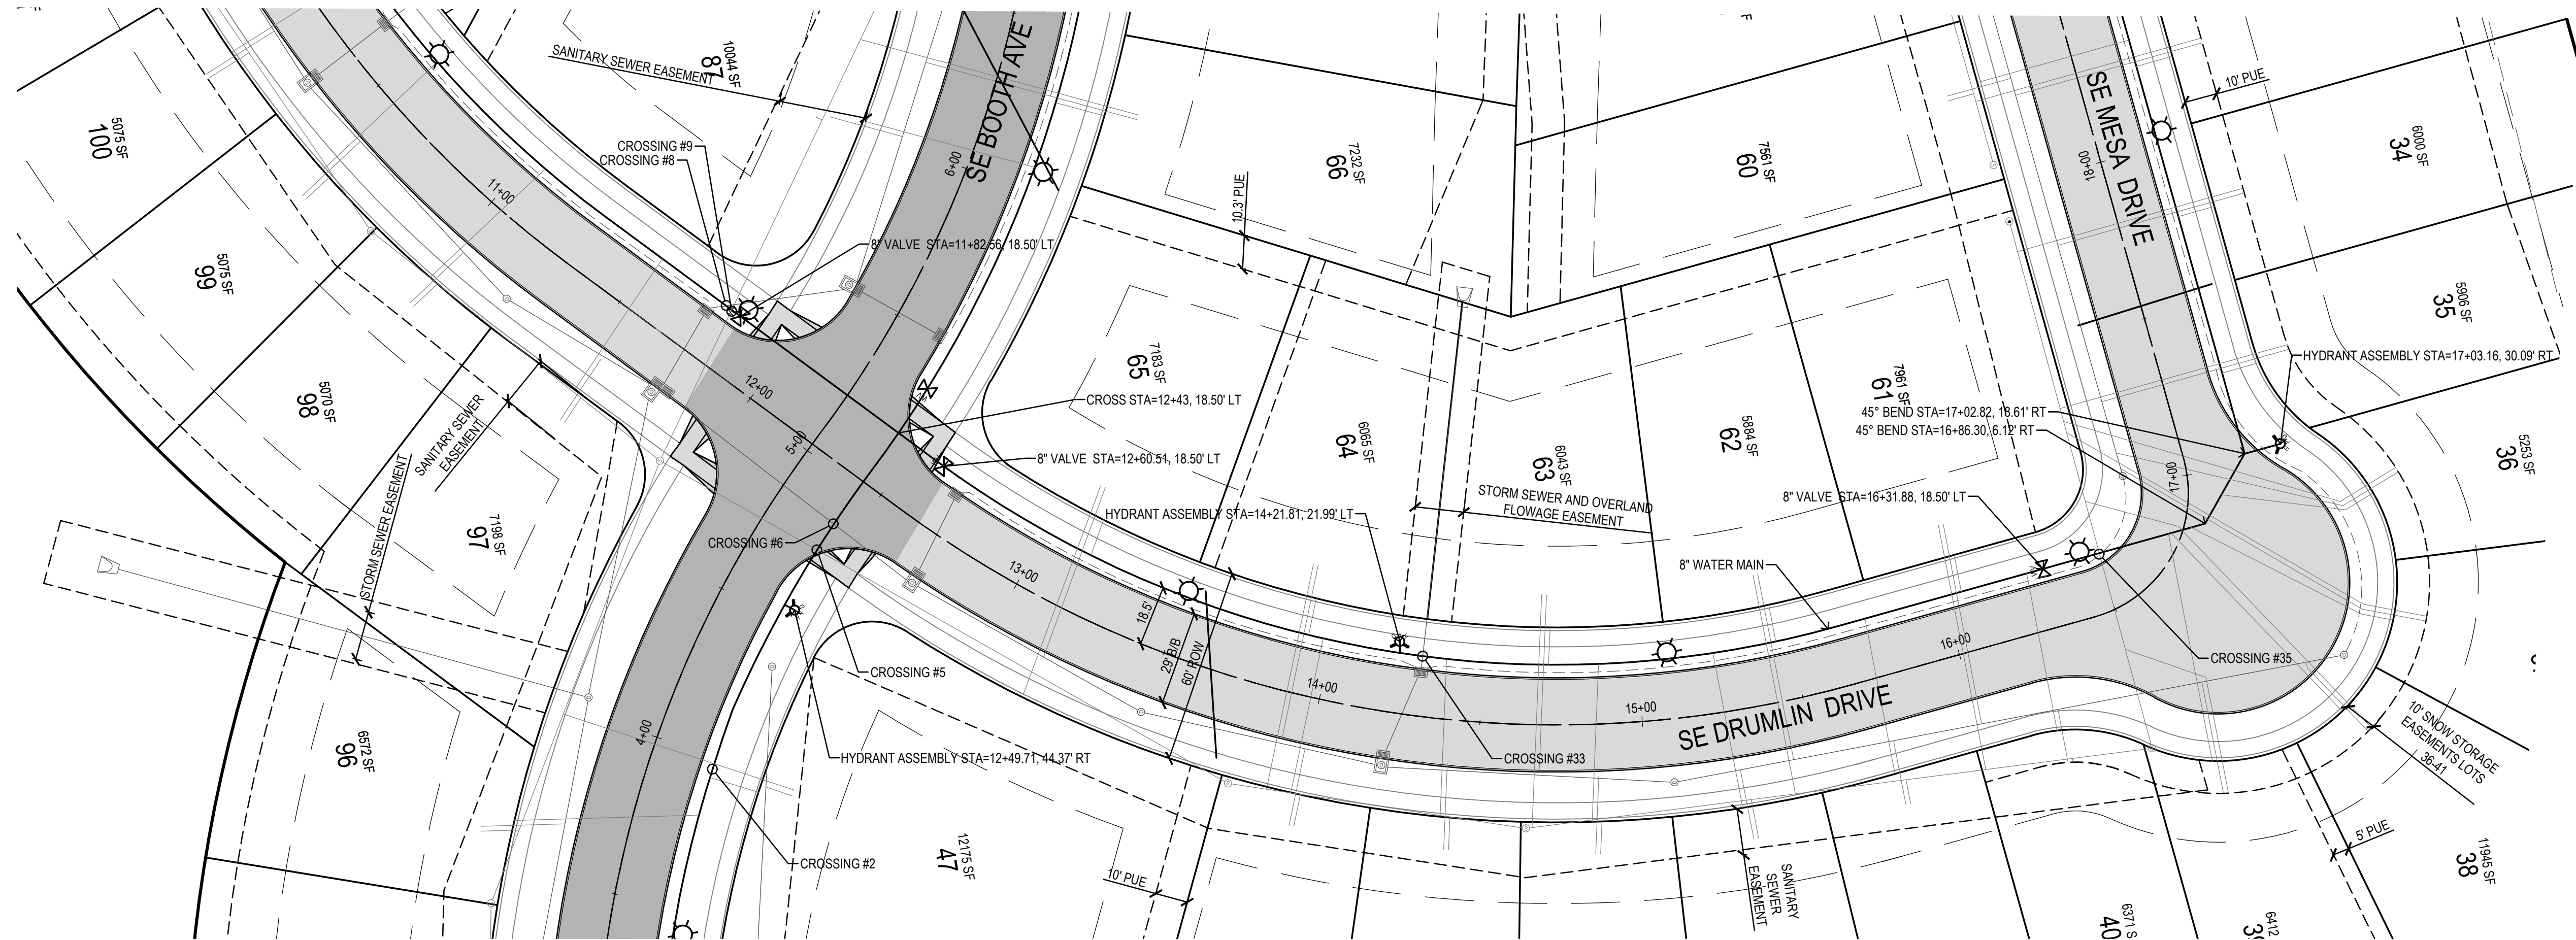 SE BOOTH AVE
SE MESA DRIVE
SE DRUMLIN DRIVE
10044 SF
87
SANITARY SEWER EASEMENT
CROSSING #9
CROSSING #8
8" VALVE STA=11+82.56, 18.50' LT
5075 SF
100
5075 SF
99
5070 SF
98
7198 SF
97
6572 SF
96
SANITARY SEWER
EASEMENT
STORM SEWER EASEMENT
11+00
12+00
13+00
14+00
15+00
16+00
17+00
18+00
6+00
5+00
4+00
7232 SF
66
10.3' PUE
7561 SF
60
10' PUE
6000 SF
34
5906 SF
35
5253 SF
36
7183 SF
65
6065 SF
64
6043 SF
63
5884 SF
62
7961 SF
61
CROSS STA=12+43, 18.50' LT
8" VALVE STA=12+60.51, 18.50' LT
HYDRANT ASSEMBLY STA=14+21.81, 21.99' LT
STORM SEWER AND OVERLAND
FLOWAGE EASEMENT
HYDRANT ASSEMBLY STA=17+03.16, 30.09' RT
45° BEND STA=17+02.82, 18.61' RT
45° BEND STA=16+86.30, 6.12' RT
8" VALVE STA=16+31.88, 18.50' LT
8" WATER MAIN
CROSSING #6
CROSSING #5
CROSSING #35
CROSSING #33
CROSSING #2
18.5'
29' B/B
60' ROW
HYDRANT ASSEMBLY STA=12+49.71, 44.37' RT
12175 SF
47
10' PUE
SANITARY
SEWER
EASEMENT
10' SNOW STORAGE
EASEMENTS LOTS
36-41
5' PUE
11945 SF
38
6371 S
40
6412